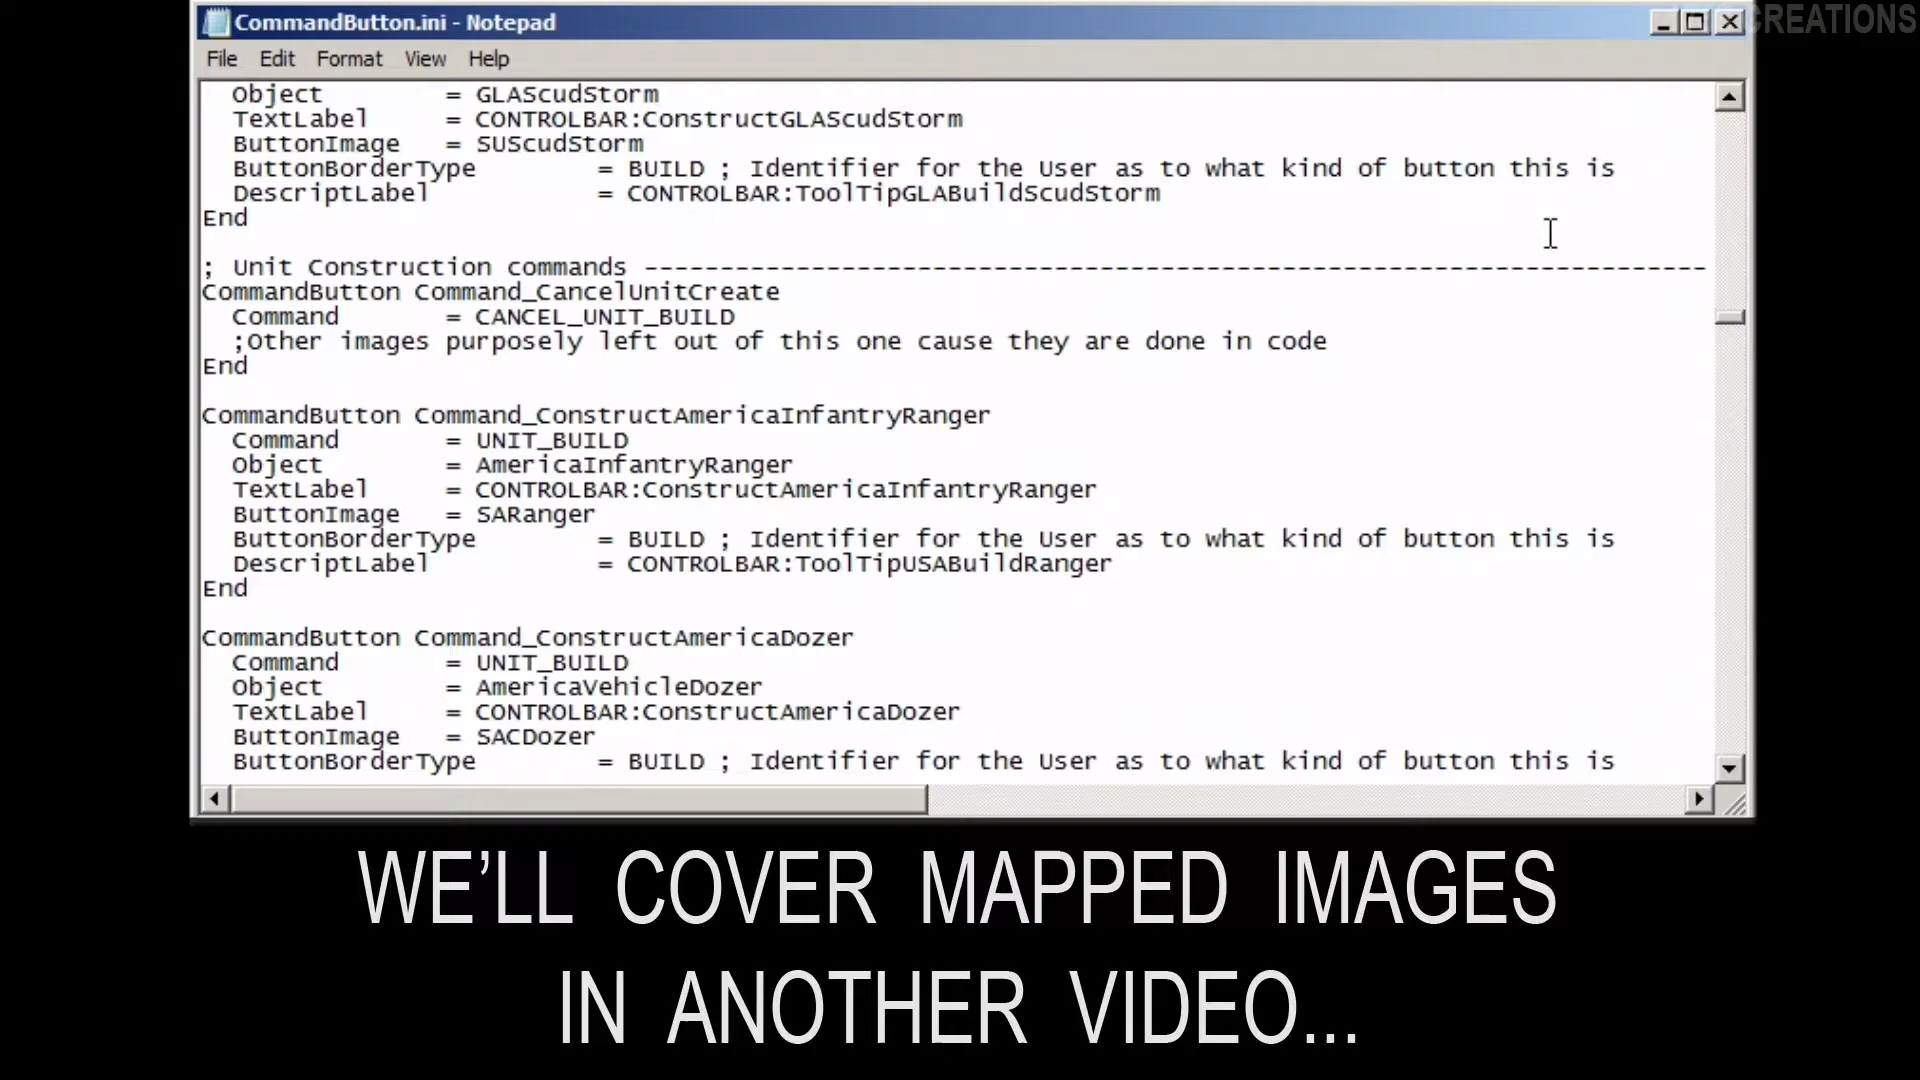 CommandButton.ini - Notepad
CREATIONS
File Edit Format View Help
Object = GLAScudStorm
TextLabel = CONTROLBAR:ConstructGLAScudStorm
ButtonImage = SUScudStorm
ButtonBorderType = BUILD ; Identifier for the User as to what kind of button this is
DescriptLabel = CONTROLBAR:ToolTipGLABuildScudStorm
End
; Unit Construction commands ----------------------------------------------------------------------
CommandButton Command_CancelUnitCreate
Command = CANCEL_UNIT_BUILD
;Other images purposely left out of this one cause they are done in code
End
CommandButton Command_ConstructAmericaInfantryRanger
Command = UNIT_BUILD
Object = AmericaInfantryRanger
TextLabel = CONTROLBAR:ConstructAmericaInfantryRanger
ButtonImage = SARanger
ButtonBorderType = BUILD ; Identifier for the User as to what kind of button this is
DescriptLabel = CONTROLBAR:ToolTipUSABuildRanger
End
CommandButton Command_ConstructAmericaDozer
Command = UNIT_BUILD
Object = AmericaVehicleDozer
TextLabel = CONTROLBAR:ConstructAmericaDozer
ButtonImage = SACDozer
ButtonBorderType = BUILD ; Identifier for the User as to what kind of button this is
WE'LL COVER MAPPED IMAGES
IN ANOTHER VIDEO...